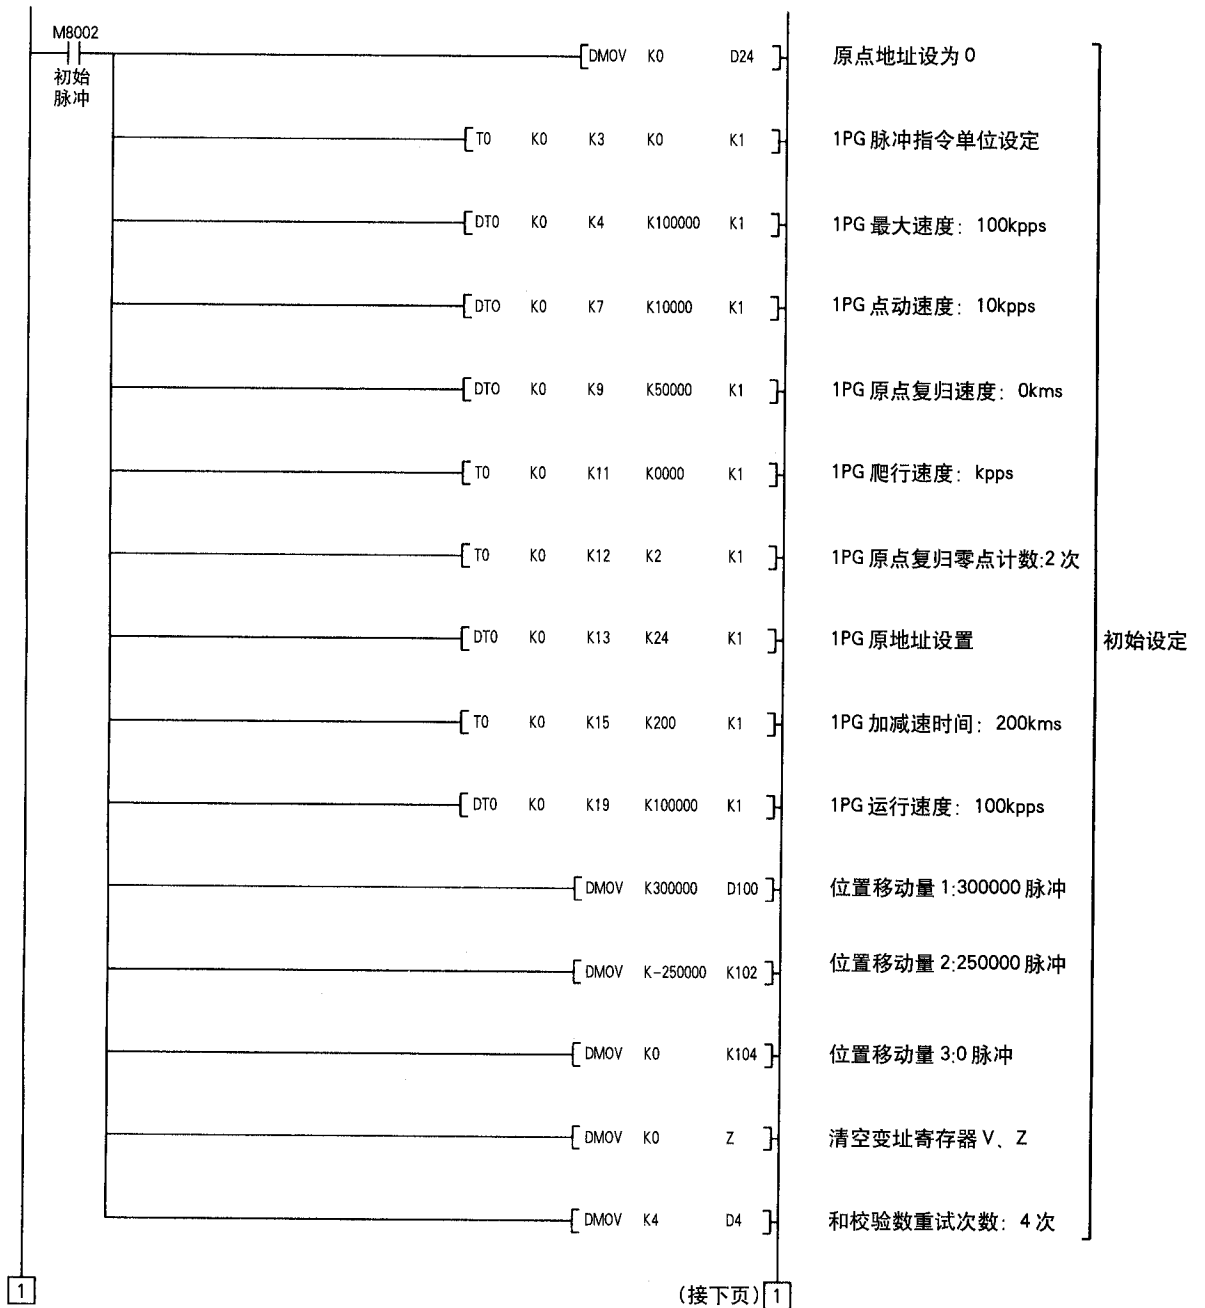 M8002
初始
脉冲
DMOV K0 D24 原点地址设为 0
T0 K0 K3 K0 K1 1PG 脉冲指令单位设定
DT0 K0 K4 K100000 K1 1PG 最大速度：100kpps
DTO K0 K7 K10000 K1 1PG 点动速度：10kpps
DTO K0 K9 K50000 K1 1PG 原点复归速度：0kms
T0 K0 K11 K0000 K1 1PG 爬行速度：kpps
T0 K0 K12 K2 K1 1PG 原点复归零点计数:2 次
DT0 K0 K13 K24 K1 1PG 原地址设置
初始设定
T0 K0 K15 K200 K1 1PG 加减速时间：200kms
DT0 K0 K19 K100000 K1 1PG 运行速度：100kpps
DMOV K300000 D100 位置移动量 1:300000 脉冲
DMOV K-250000 K102 位置移动量 2:250000 脉冲
DMOV K0 K104 位置移动量 3:0 脉冲
DMOV K0 Z 清空变址寄存器 V、Z
DMOV K4 D4 和校验数重试次数：4 次
1 (接下页) 1